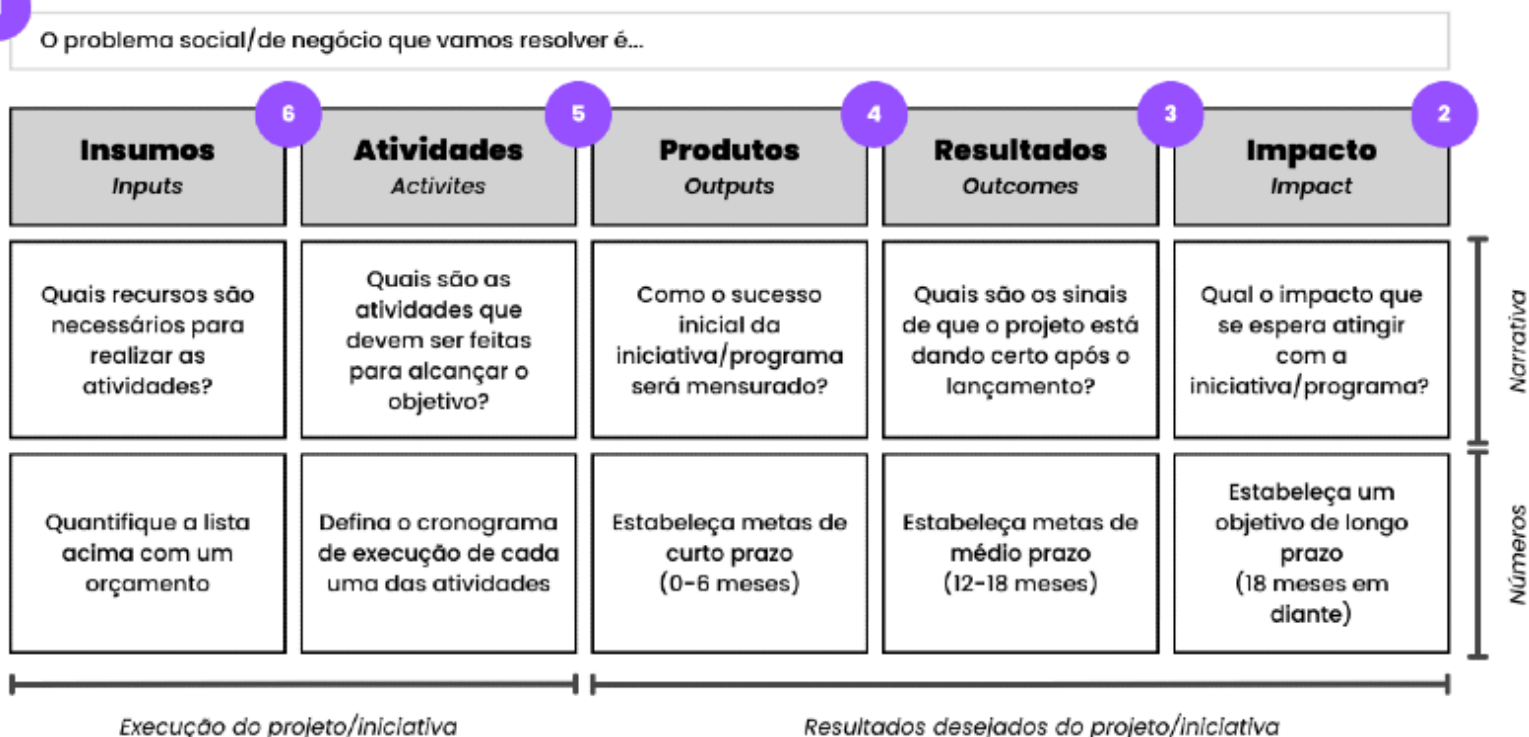 O problema social/de negócio que vamos resolver é...
6
5
4
3
2
Insumos
Inputs
Atividades
Activites
Produtos
Outputs
Resultados
Outcomes
Impacto
Impact
Quais recursos são
necessários para
realizar as
atividades?
Quais são as
atividades que
devem ser feitas
para alcançar o
objetivo?
Como o sucesso
inicial da
iniciativa/programa
será mensurado?
Quais são os sinais
de que o projeto está
dando certo após o
lançamento?
Qual o impacto que
se espera atingir
com a
iniciativa/programa?
Narrativa
Quantifique a lista
acima com um
orçamento
Defina o cronograma
de execução de cada
uma das atividades
Estabeleça metas de
curto prazo
(0-6 meses)
Estabeleça metas de
médio prazo
(12-18 meses)
Estabeleça um
objetivo de longo
prazo
(18 meses em
diante)
Números
Execução do projeto/iniciativa
Resultados desejados do projeto/iniciativa